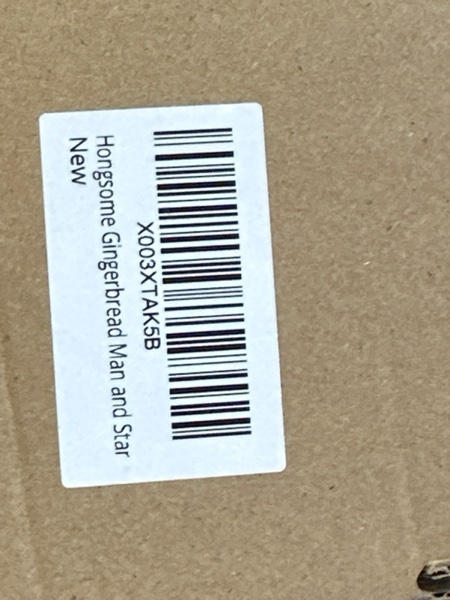 X003XTAK5B
Hongsome Gingerbread Man and Star
New